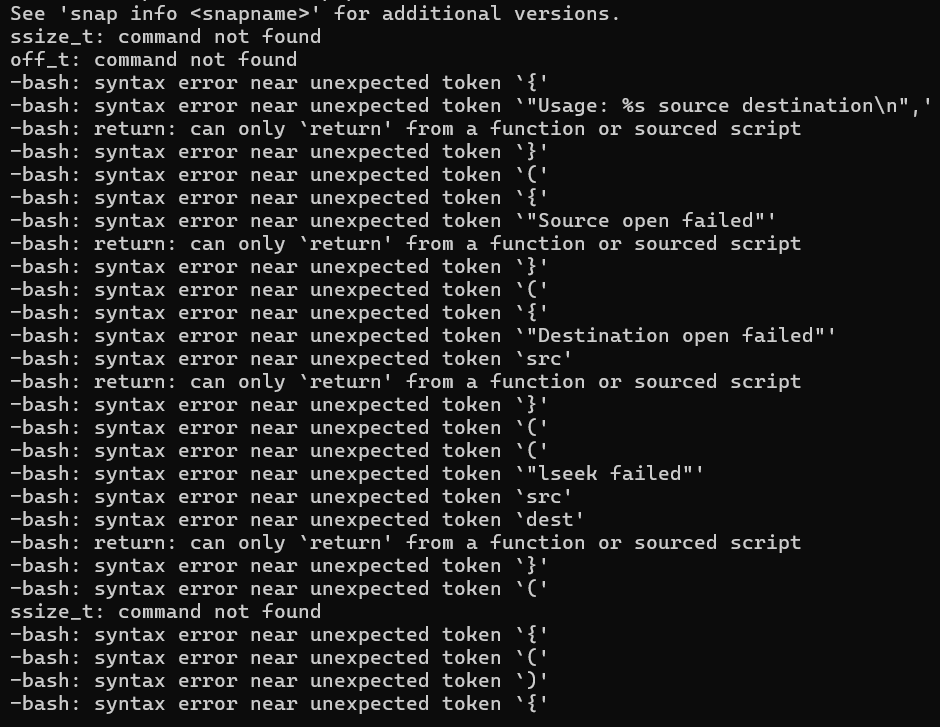 See 'snap info <snapname>' for additional versions.
ssize_t: command not found
off_t: command not found
-bash: syntax error near unexpected token `{'
-bash: syntax error near unexpected token `"Usage: %s source destination\n",'
-bash: return: can only `return' from a function or sourced script
-bash: syntax error near unexpected token `}'
-bash: syntax error near unexpected token `('
-bash: syntax error near unexpected token `{'
-bash: syntax error near unexpected token `"Source open failed"'
-bash: return: can only `return' from a function or sourced script
-bash: syntax error near unexpected token `}'
-bash: syntax error near unexpected token `('
-bash: syntax error near unexpected token `{'
-bash: syntax error near unexpected token `"Destination open failed"'
-bash: syntax error near unexpected token `src'
-bash: return: can only `return' from a function or sourced script
-bash: syntax error near unexpected token `}'
-bash: syntax error near unexpected token `('
-bash: syntax error near unexpected token `('
-bash: syntax error near unexpected token `"lseek failed"'
-bash: syntax error near unexpected token `src'
-bash: syntax error near unexpected token `dest'
-bash: return: can only `return' from a function or sourced script
-bash: syntax error near unexpected token `}'
-bash: syntax error near unexpected token `('
ssize_t: command not found
-bash: syntax error near unexpected token `{'
-bash: syntax error near unexpected token `('
-bash: syntax error near unexpected token `)'
-bash: syntax error near unexpected token `{'